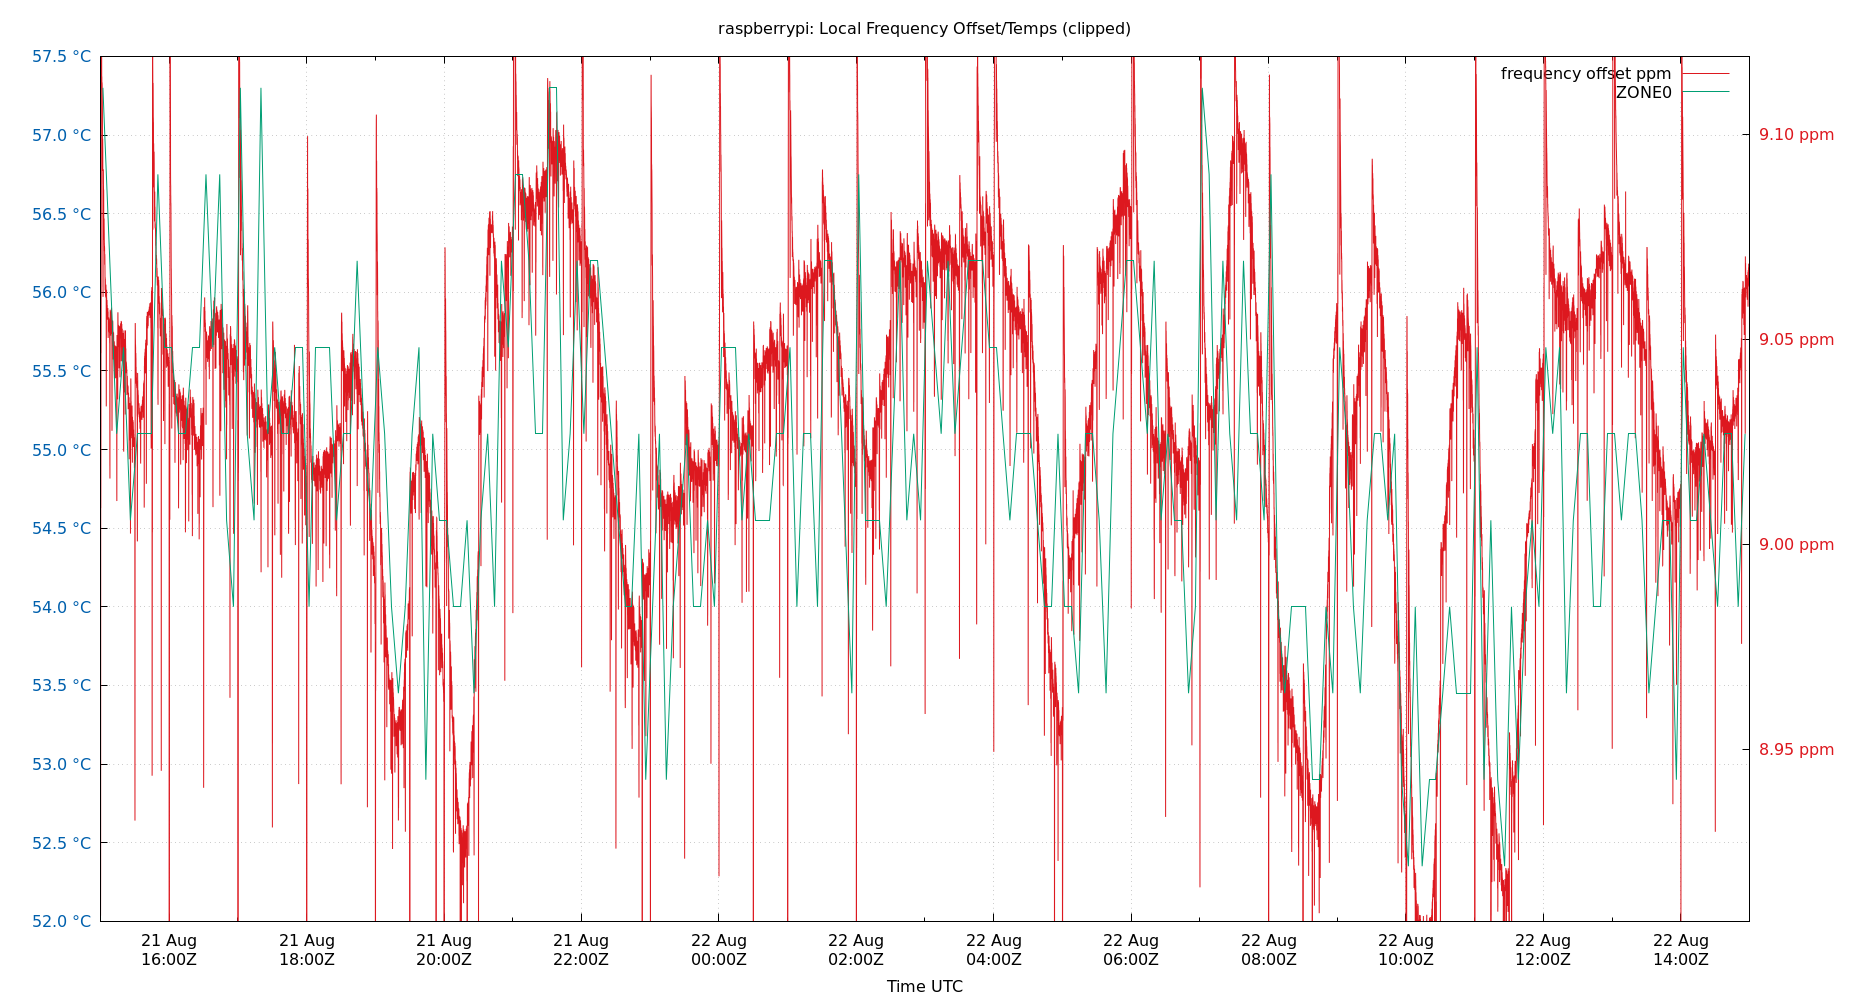 raspberrypi: Local Frequency Offset/Temps (clipped)
57.5 °C
57.0 °C
56.5 °C
56.0 °C
55.5 °C
55.0 °C
54.5 °C
54.0 °C
53.5 °C
53.0 °C
52.5 °C
52.0 °C
frequency offset ppm
ZONE0
9.10 ppm
9.05 ppm
9.00 ppm
8.95 ppm
21 Aug 21 Aug 21 Aug 21 Aug 22 Aug 22 Aug 22 Aug 22 Aug 22 Aug 22 Aug 22 Aug 22 Aug
16:00Z 18:00Z 20:00Z 22:00Z 00:00Z 02:00Z 04:00Z 06:00Z 08:00Z 10:00Z 12:00Z 14:00Z
Time UTC